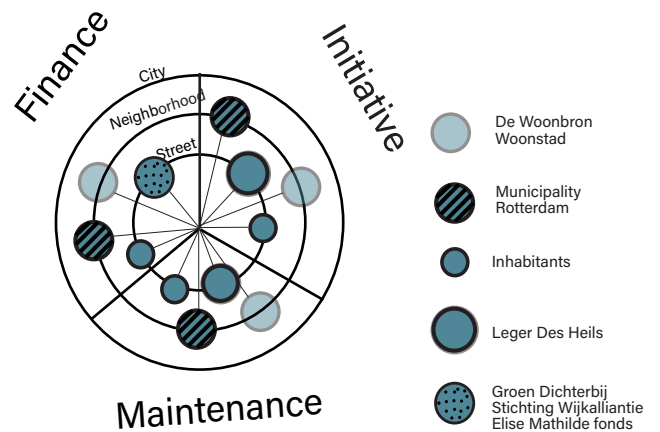 Finance
Initiative
City
Neighborhood
Street
Maintenance
De Woonbron
Woonstad
Municipality
Rotterdam
Inhabitants
Leger Des Heils
Groen Dichterbij
Stichting Wijkalliantie
Elise Mathilde fonds